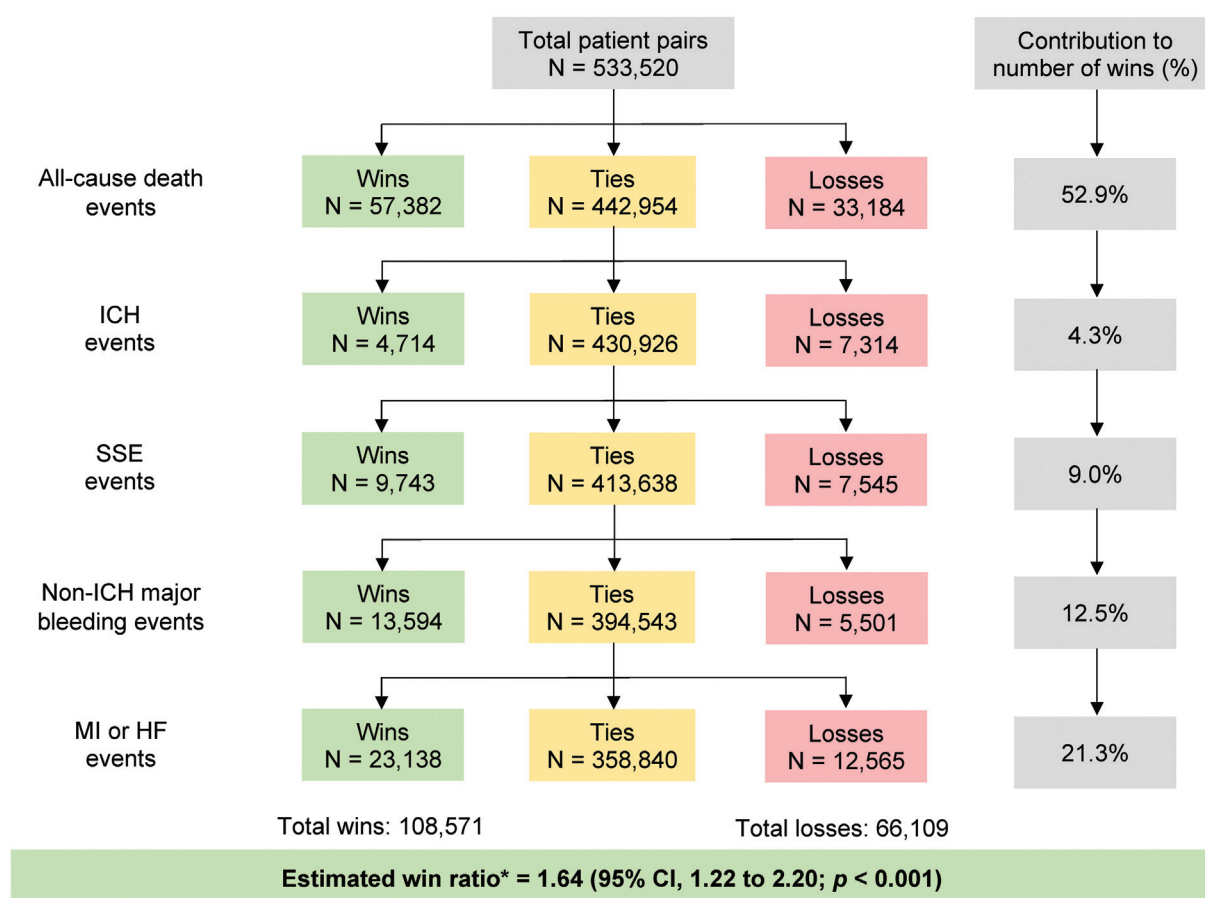 Total patient pairs
N = 533,520
Contribution to
number of wins (%)
All-cause death
events
Wins
N = 57,382
Ties
N = 442,954
Losses
N = 33,184
52.9%
ICH
events
Wins
N = 4,714
Ties
N = 430,926
Losses
N = 7,314
4.3%
SSE
events
Wins
N = 9,743
Ties
N = 413,638
Losses
N = 7,545
9.0%
Non-ICH major
bleeding events
Wins
N = 13,594
Ties
N = 394,543
Losses
N = 5,501
12.5%
MI or HF
events
Wins
N = 23,138
Ties
N = 358,840
Losses
N = 12,565
21.3%
Total wins: 108,571
Total losses: 66,109
Estimated win ratio* = 1.64 (95% CI, 1.22 to 2.20; p < 0.001)